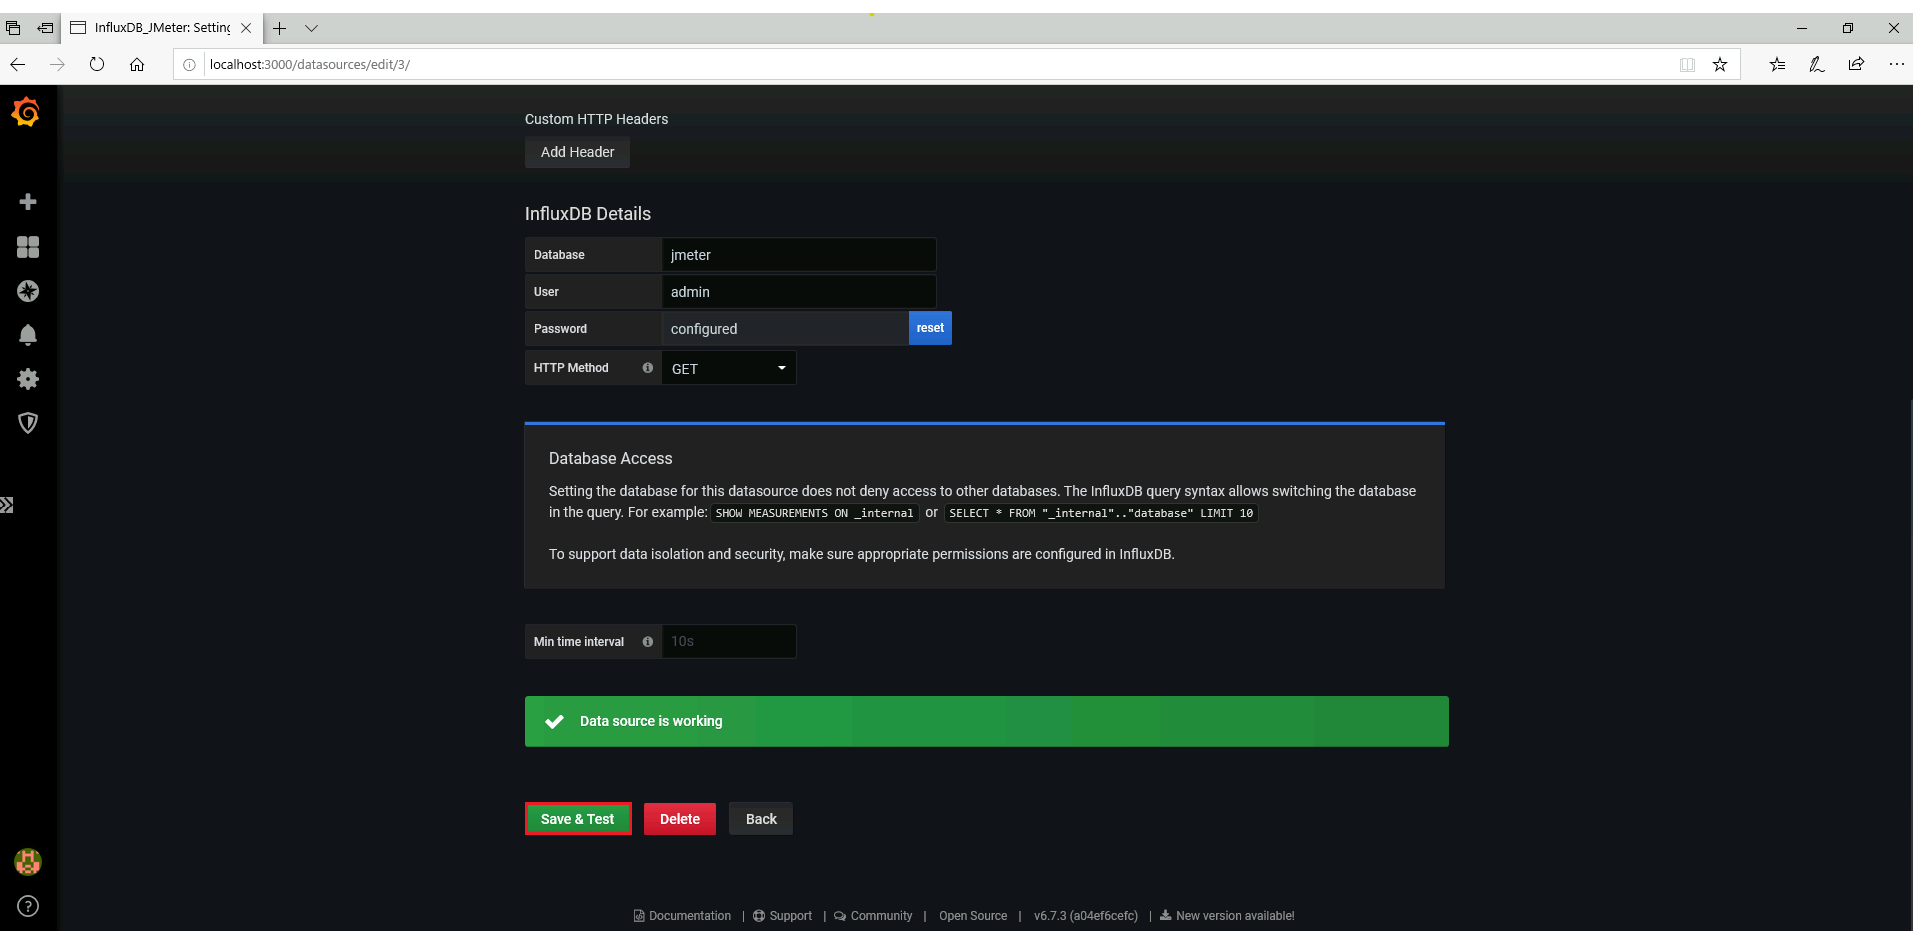 InfluxDB_JMeter: Setting
localhost:3000/datasources/edit/3/
Custom HTTP Headers
Add Header
InfluxDB Details
Database
jmeter
User
admin
Password
configured
reset
HTTP Method
GET
Database Access
Setting the database for this datasource does not deny access to other databases. The InfluxDB query syntax allows switching the database
in the query. For example: SHOW MEASUREMENTS ON _internal or SELECT * FROM "_internal".."database" LIMIT 10
To support data isolation and security, make sure appropriate permissions are configured in InfluxDB.
Min time interval
10s
Data source is working
Save & Test
Delete
Back
Documentation | Support | Community | Open Source | v6.7.3 (a04ef6cefc) | New version available!